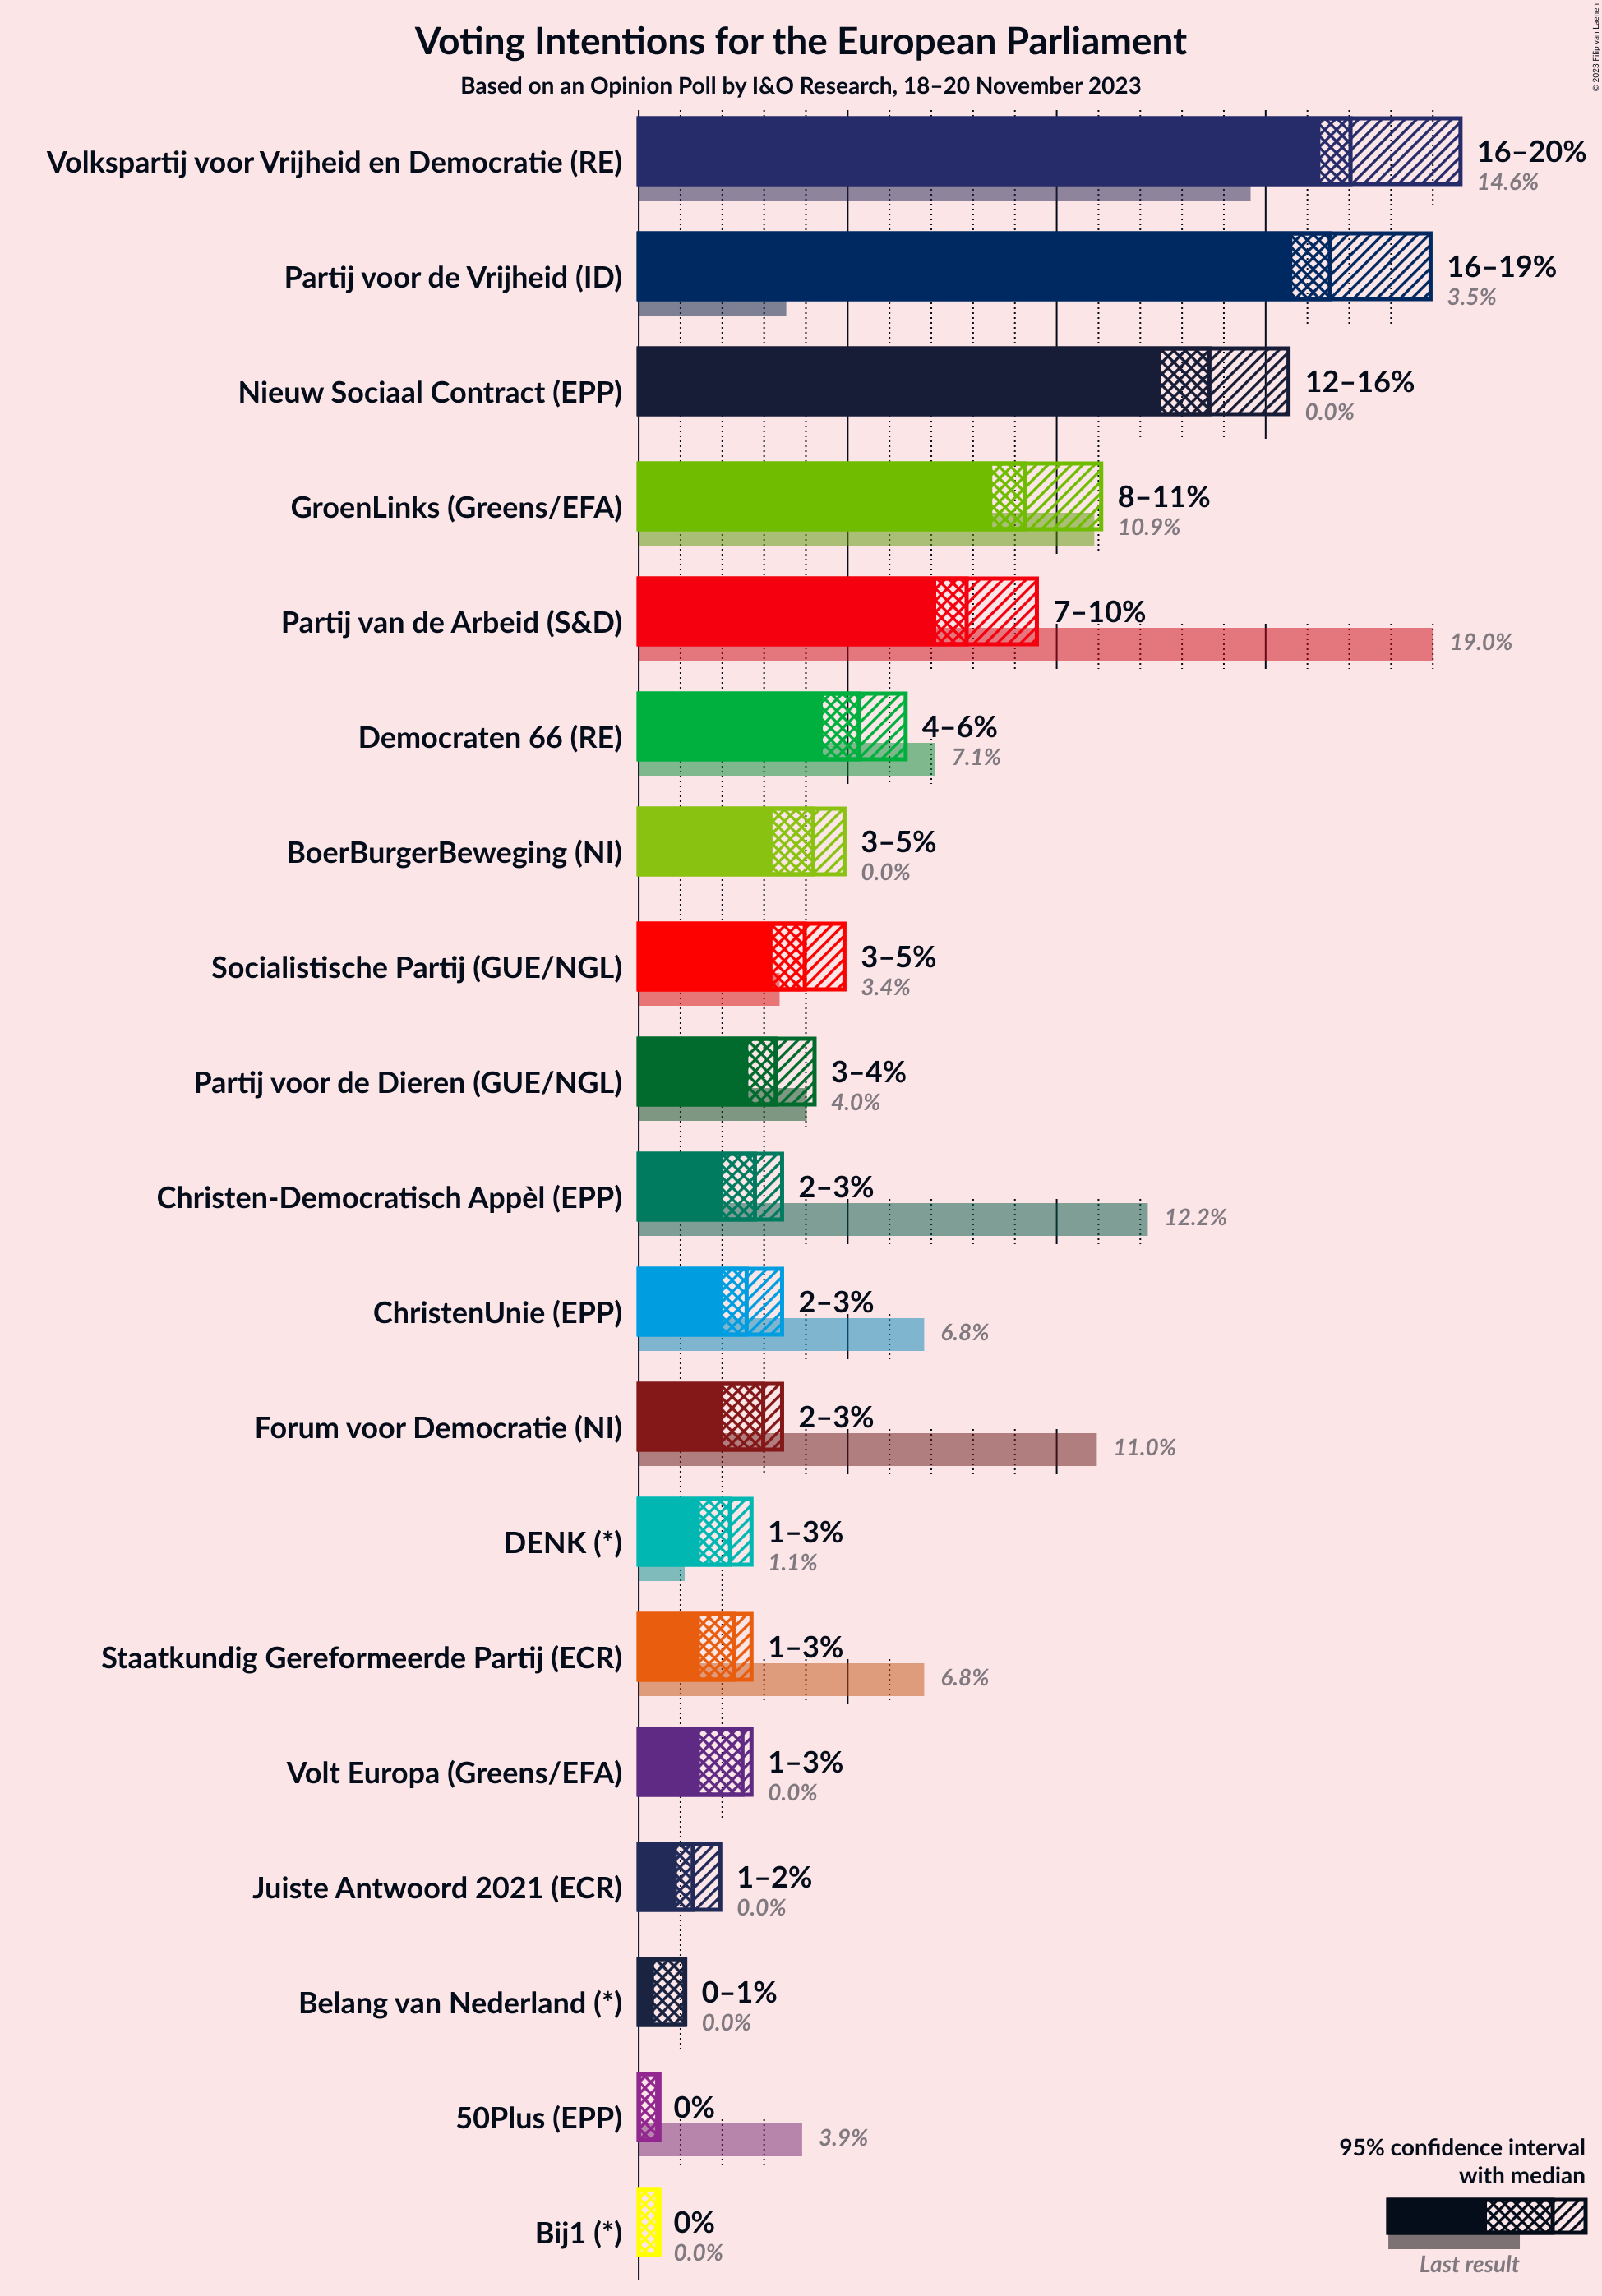 Voting Intentions for the European Parliament
Based on an Opinion Poll by I&O Research, 18–20 November 2023
© 2023 Filip van Laenen
Volkspartij voor Vrijheid en Democratie (RE)
16–20%
14.6%
Partij voor de Vrijheid (ID)
16–19%
3.5%
Nieuw Sociaal Contract (EPP)
12–16%
0.0%
GroenLinks (Greens/EFA)
8–11%
10.9%
Partij van de Arbeid (S&D)
7–10%
19.0%
Democraten 66 (RE)
4–6%
7.1%
BoerBurgerBeweging (NI)
3–5%
0.0%
Socialistische Partij (GUE/NGL)
3–5%
3.4%
Partij voor de Dieren (GUE/NGL)
3–4%
4.0%
Christen-Democratisch Appèl (EPP)
2–3%
12.2%
ChristenUnie (EPP)
2–3%
6.8%
Forum voor Democratie (NI)
2–3%
11.0%
DENK (*)
1–3%
1.1%
Staatkundig Gereformeerde Partij (ECR)
1–3%
6.8%
Volt Europa (Greens/EFA)
1–3%
0.0%
Juiste Antwoord 2021 (ECR)
1–2%
0.0%
Belang van Nederland (*)
0–1%
0.0%
50Plus (EPP)
0%
3.9%
Bij1 (*)
0%
0.0%
95% confidence interval
with median
Last result